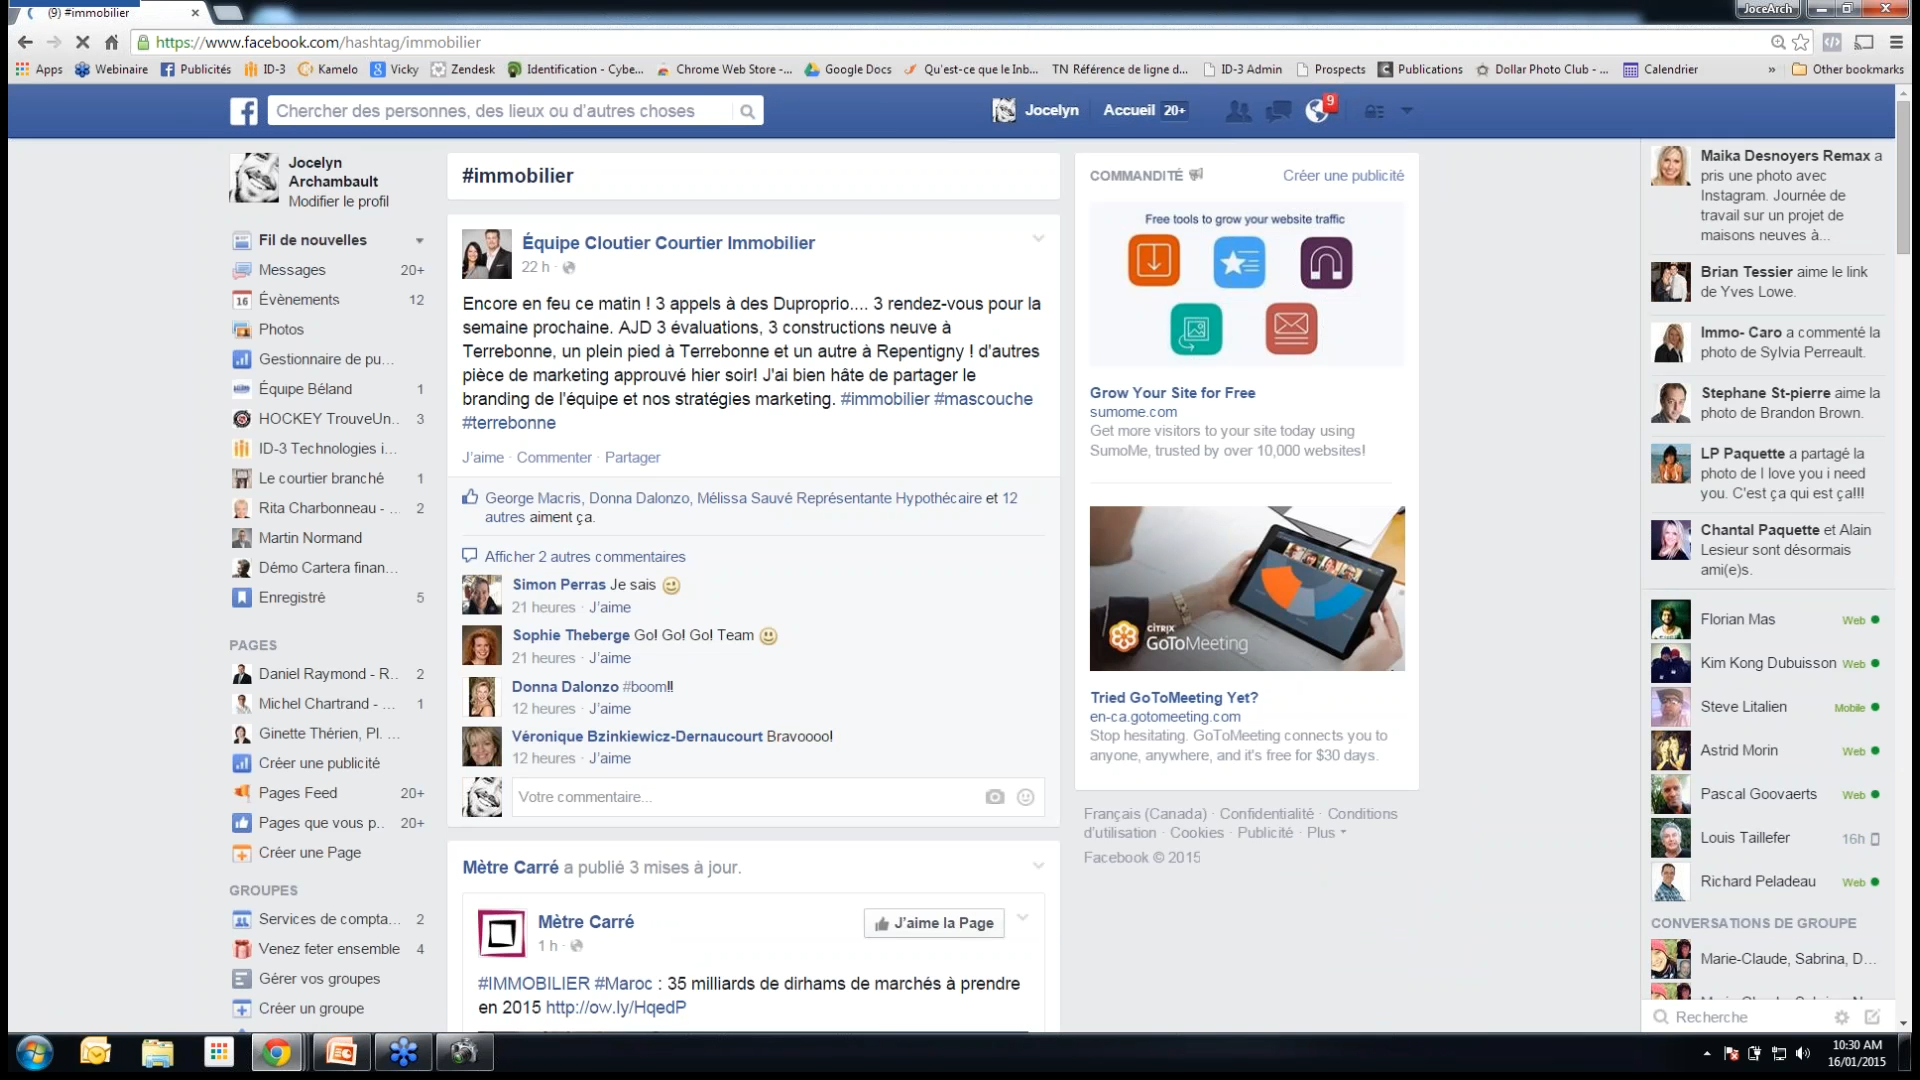 (9) #immobilier
JoceArch
https://www.facebook.com/hashtag/immobilier
Apps Webinaire Publicités ID-3 Kamelo Vicky Zendesk Identification - Cybe... Chrome Web Store -... Google Docs Qu'est-ce que le Inb... TN Référence de ligne d... ID-3 Admin Prospects Publications Dollar Photo Club - ... Calendrier » Other bookmarks
Chercher des personnes, des lieux ou d'autres choses
Jocelyn Accueil 20+ 9
Jocelyn
Archambault
Modifier le profil
Fil de nouvelles
Messages 20+
16 Évènements 12
Photos
Gestionnaire de pu...
Équipe Béland 1
HOCKEY TrouveUn.. 3
ID-3 Technologies i...
Le courtier branché 1
Rita Charbonneau - .. 2
Martin Normand
Démo Cartera finan...
Enregistré 5
PAGES
Daniel Raymond - R.. 2
Michel Chartrand - ... 1
Ginette Thérien, Pl. ...
Créer une publicité
Pages Feed 20+
Pages que vous p.. 20+
Créer une Page
GROUPES
Services de compta... 2
Venez feter ensemble 4
Gérer vos groupes
Créer un groupe
#immobilier
Équipe Cloutier Courtier Immobilier
22 h ·
Encore en feu ce matin ! 3 appels à des Duproprio.... 3 rendez-vous pour la
semaine prochaine. AJD 3 évaluations, 3 constructions neuve à
Terrebonne, un plein pied à Terrebonne et un autre à Repentigny ! d'autres
pièce de marketing approuvé hier soir! J'ai bien hâte de partager le
branding de l'équipe et nos stratégies marketing. #immobilier #mascouche
#terrebonne
J'aime · Commenter · Partager
George Macris, Donna Dalonzo, Mélissa Sauvé Représentante Hypothécaire et 12
autres aiment ça.
Afficher 2 autres commentaires
Simon Perras Je sais
21 heures · J'aime
Sophie Theberge Go! Go! Go! Team
21 heures · J'aime
Donna Dalonzo #boom!!
12 heures · J'aime
Véronique Bzinkiewicz-Dernaucourt Bravoooo!
12 heures · J'aime
Votre commentaire...
Mètre Carré a publié 3 mises à jour.
Mètre Carré
J'aime la Page
1 h ·
#IMMOBILIER #Maroc : 35 milliards de dirhams de marchés à prendre
en 2015 http://ow.ly/HqedP
COMMANDITÉ Créer une publicité
Free tools to grow your website traffic
Grow Your Site for Free
sumome.com
Get more visitors to your site today using
SumoMe, trusted by over 10,000 websites!
CITRIX
GoToMeeting
Tried GoToMeeting Yet?
en-ca.gotomeeting.com
Stop hesitating. GoToMeeting connects you to
anyone, anywhere, and it's free for $30 days.
Français (Canada) · Confidentialité · Conditions
d'utilisation · Cookies · Publicité · Plus
Facebook © 2015
Maika Desnoyers Remax a
pris une photo avec
Instagram. Journée de
travail sur un projet de
maisons neuves à...
Brian Tessier aime le link
de Yves Lowe.
Immo- Caro a commenté la
photo de Sylvia Perreault.
Stephane St-pierre aime la
photo de Brandon Brown.
LP Paquette a partagé la
photo de I love you i need
you. C'est ça qui est ça!!!
Chantal Paquette et Alain
Lesieur sont désormais
ami(e)s.
Florian Mas Web
Kim Kong Dubuisson Web
Steve Litalien Mobile
Astrid Morin Web
Pascal Goovaerts Web
Louis Taillefer 16h
Richard Peladeau Web
CONVERSATIONS DE GROUPE
Marie-Claude, Sabrina, D...
Recherche
10:30 AM
16/01/2015